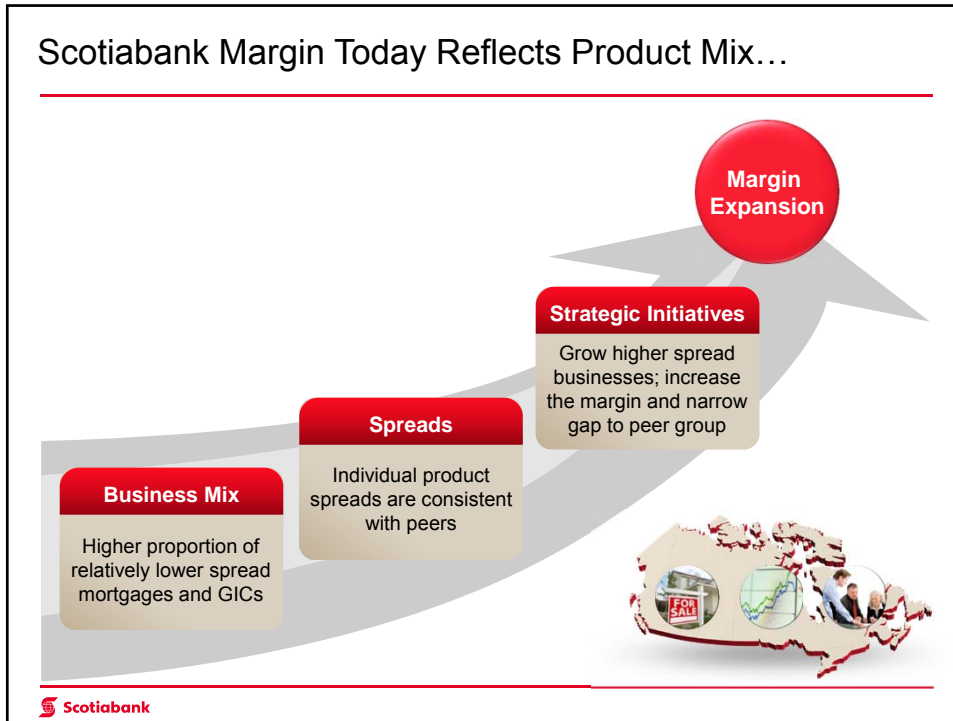 Scotiabank Margin Today Reflects Product Mix…
Margin
Expansion
Strategic Initiatives
Grow higher spread
businesses; increase
the margin and narrow
gap to peer group
Spreads
Individual product
spreads are consistent
with peers
Business Mix
Higher proportion of
relatively lower spread
mortgages and GICs
FOR
SALE
Scotiabank